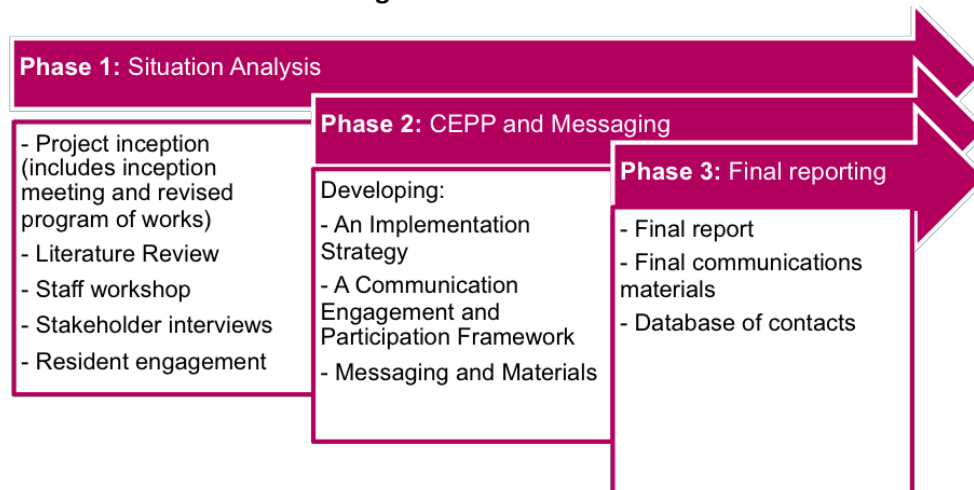 Phase 1: Situation Analysis
- Project inception
(includes inception
meeting and revised
program of works)
- Literature Review
- Staff workshop
- Stakeholder interviews
- Resident engagement
Phase 2: CEPP and Messaging
Developing:
- An Implementation
Strategy
- A Communication
Engagement and
Participation Framework
- Messaging and Materials
Phase 3: Final reporting
- Final report
- Final communications
materials
- Database of contacts